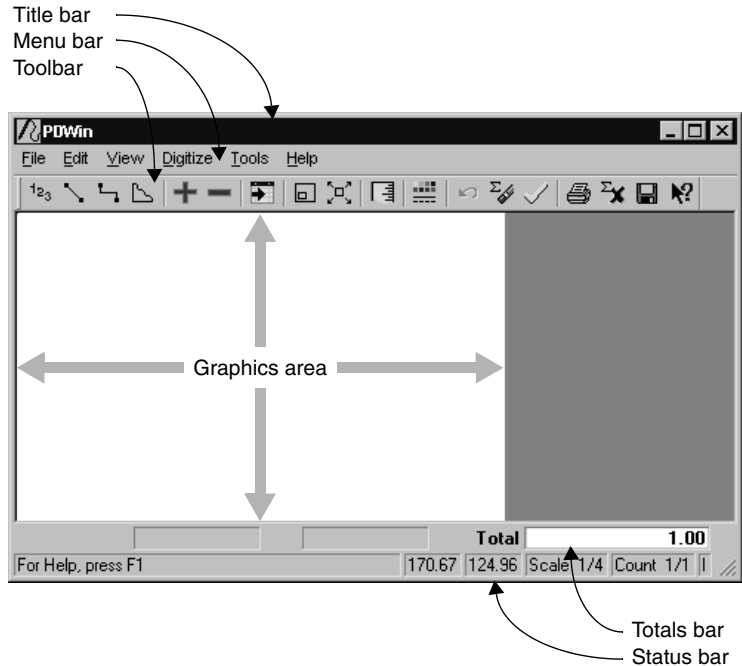 Title bar
Menu bar
Toolbar
PDWin
File Edit View Digitize Tools Help
123
Graphics area
Total 1.00
For Help, press F1 170.67 124.96 Scale 1/4 Count 1/1 I
Totals bar
Status bar